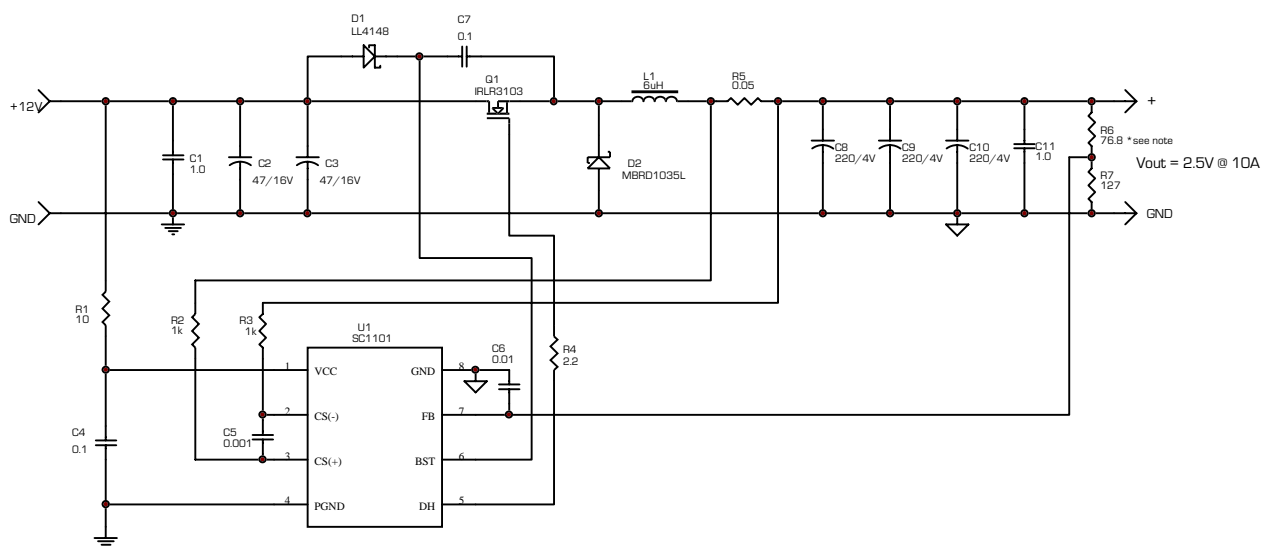 D1
LL4148
C7
0.1
Q1
IRLR3103
L1
6uH
R5
0.05
+12V
+
C1
1.0
C2
47/16V
C3
47/16V
D2
MBRD1035L
C8
220/4V
C9
220/4V
C10
220/4V
C11
1.0
R6
76.8 *see note
Vout = 2.5V @ 10A
R7
127
GND
GND
R1
10
R2
1k
R3
1k
U1
SC1101
C6
0.01
R4
2.2
1 VCC GND 8
2 CS(-) FB 7
C4
0.1
C5
0.001
3 CS(+) BST 6
4 PGND DH 5